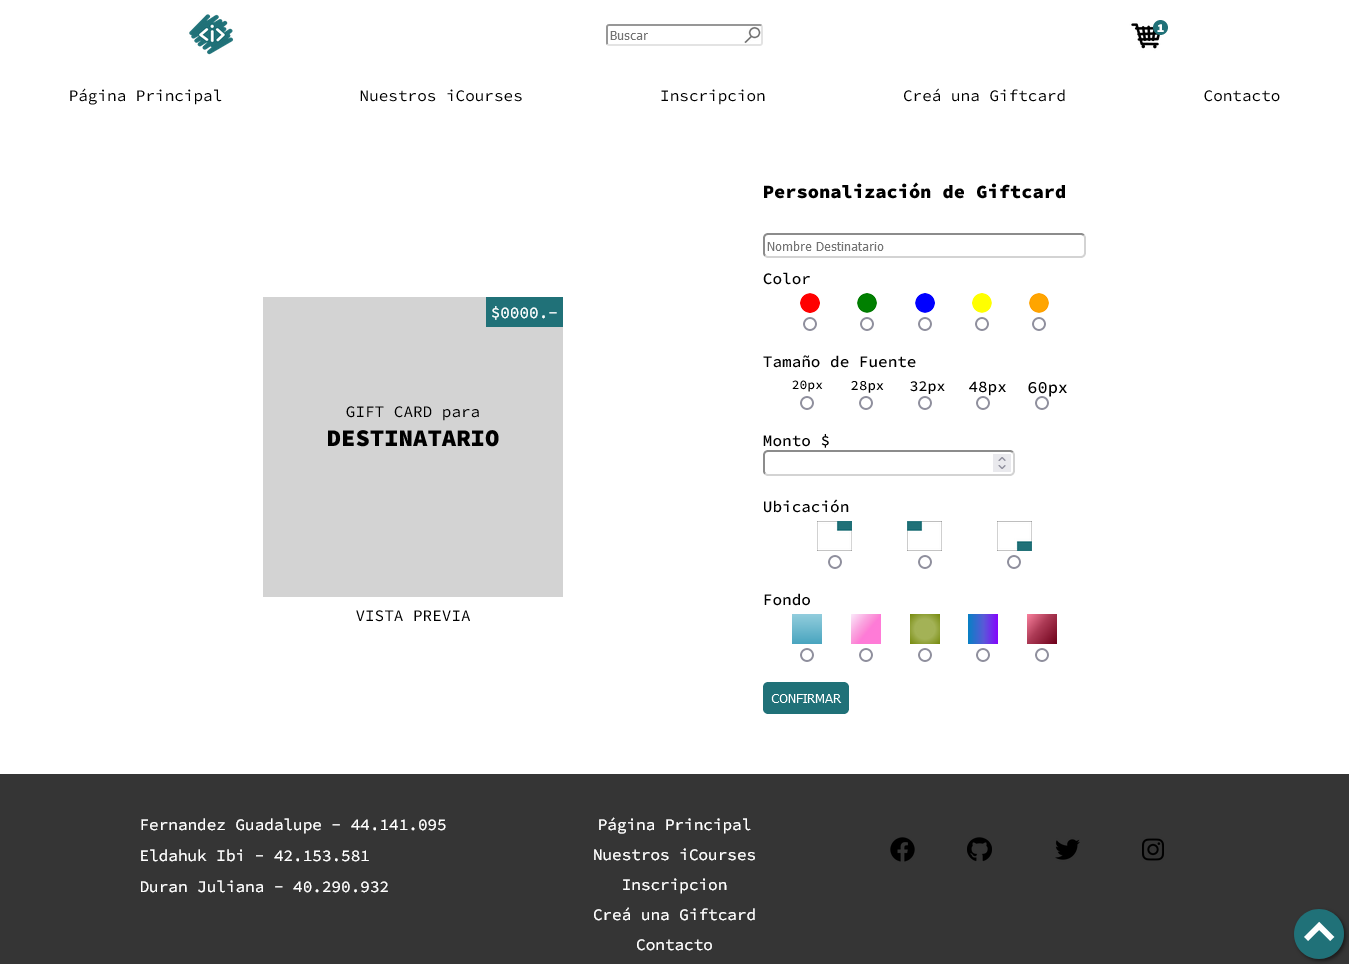 <i>
Buscar
1
Página Principal
Nuestros iCourses
Inscripcion
Creá una Giftcard
Contacto
Personalización de Giftcard
Nombre Destinatario
Color
$0000.-
Tamaño de Fuente
20px 28px 32px 48px 60px
GIFT CARD para
DESTINATARIO
Monto $
Ubicación
Fondo
VISTA PREVIA
CONFIRMAR
Fernandez Guadalupe - 44.141.095
Eldahuk Ibi - 42.153.581
Duran Juliana - 40.290.932
Página Principal
Nuestros iCourses
Inscripcion
Creá una Giftcard
Contacto